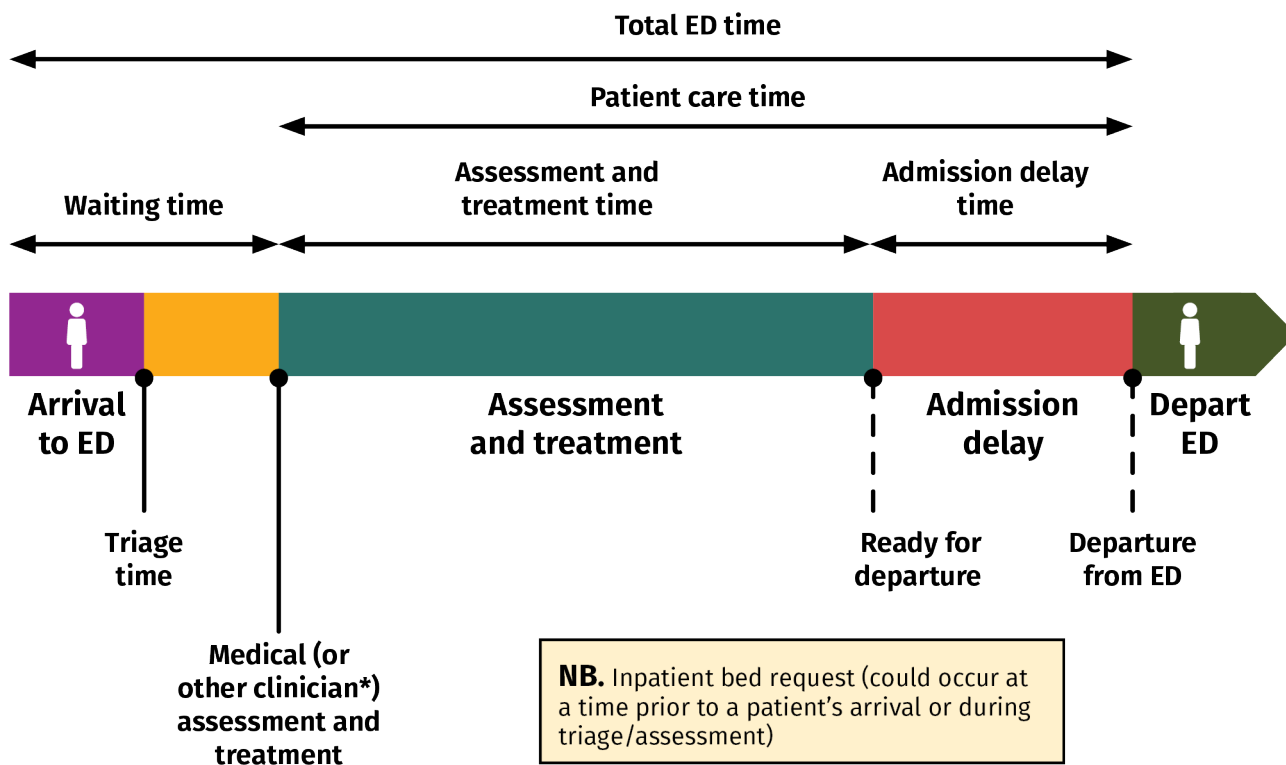 Total ED time
Patient care time
Waiting time
Assessment and
treatment time
Admission delay
time
Arrival
to ED
Assessment
and treatment
Admission
delay
Depart
ED
Triage
time
Ready for
departure
Departure
from ED
Medical (or
other clinician*)
assessment and
treatment
NB. Inpatient bed request (could occur at
a time prior to a patient’s arrival or during
triage/assessment)